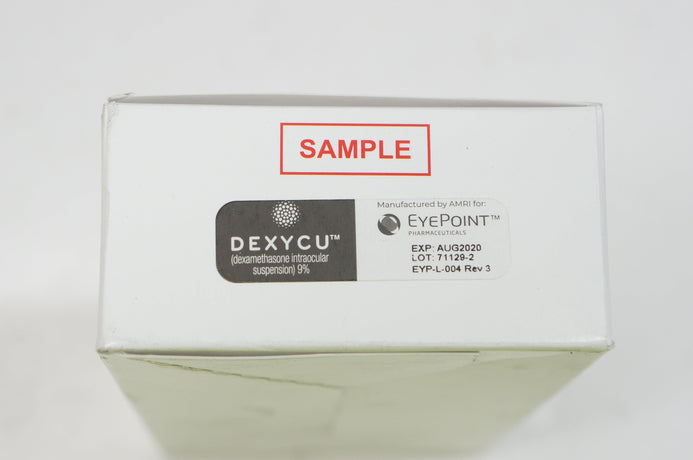 SAMPLE
DEXYCU™
(dexamethasone intraocular
suspension) 9%
Manufactured by AMRI for:
EYEPOINT™
PHARMACEUTICALS
EXP: AUG2020
LOT: 71129-2
EYP-L-004 Rev 3